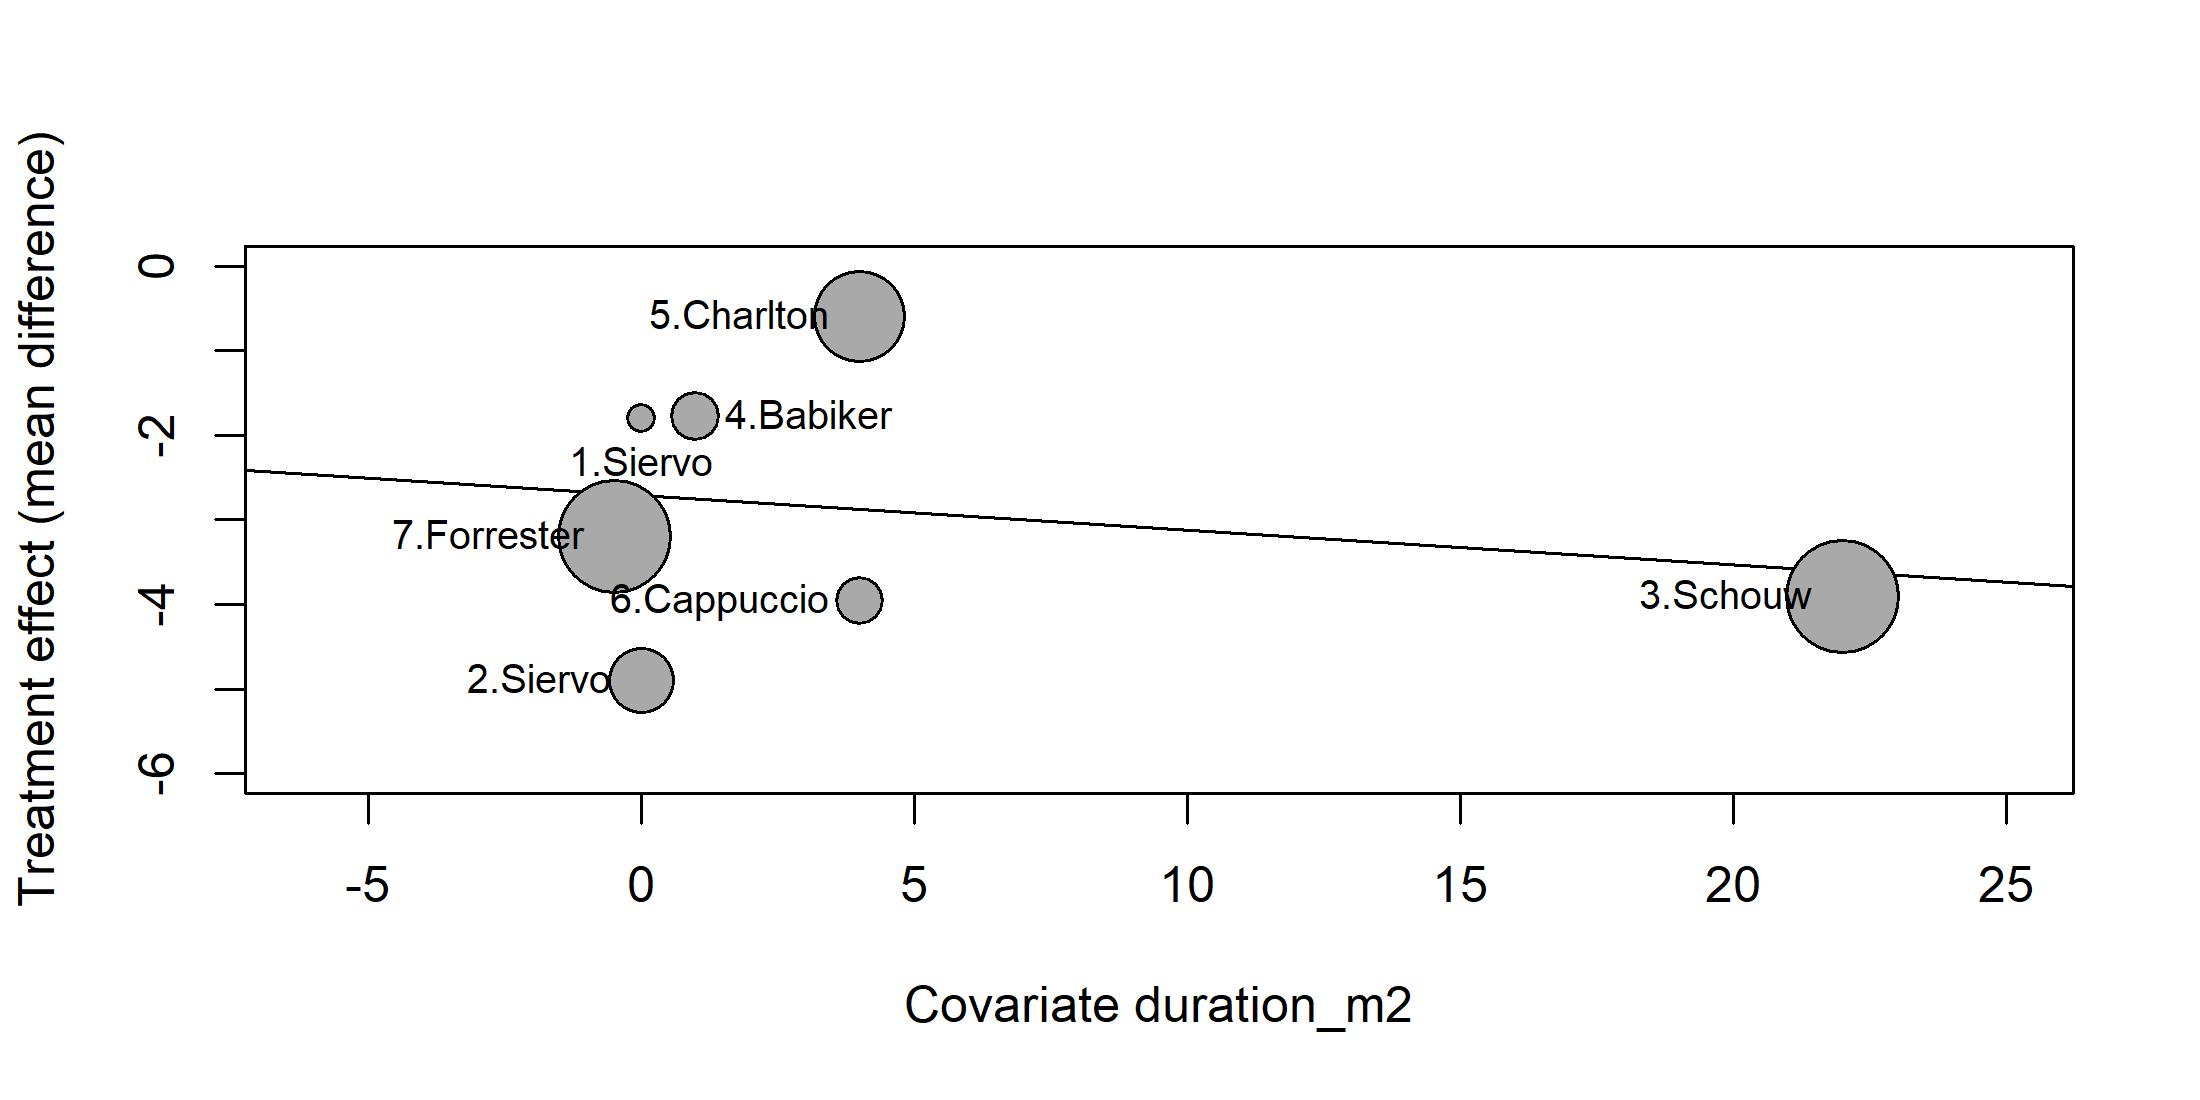 Treatment effect (mean difference)
0
-2
-4
-6
5.Charlton
4.Babiker
1.Siervo
7.Forrester
6.Cappuccio
3.Schouw
2.Siervo
-5
0
5
10
15
20
25
Covariate duration_m2